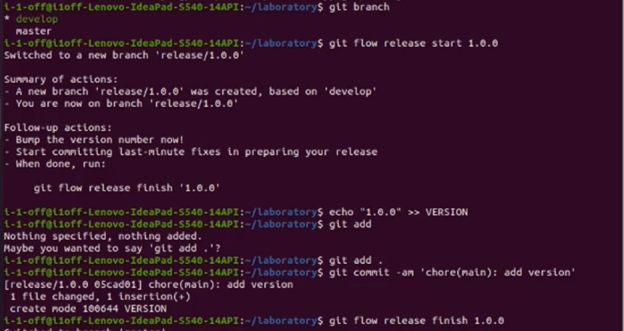 i-1-off@i1off-Lenovo-IdeaPad-S540-14API:~/laboratory$ git branch
* develop
  master
i-1-off@i1off-Lenovo-IdeaPad-S540-14API:~/laboratory$ git flow release start 1.0.0
Switched to a new branch 'release/1.0.0'
Summary of actions:
- A new branch 'release/1.0.0' was created, based on 'develop'
- You are now on branch 'release/1.0.0'
Follow-up actions:
- Bump the version number now!
- Start committing last-minute fixes in preparing your release
- When done, run:
     git flow release finish '1.0.0'
i-1-off@i1off-Lenovo-IdeaPad-S540-14API:~/laboratory$ echo "1.0.0" >> VERSION
i-1-off@i1off-Lenovo-IdeaPad-S540-14API:~/laboratory$ git add
Nothing specified, nothing added.
Maybe you wanted to say 'git add .'?
i-1-off@i1off-Lenovo-IdeaPad-S540-14API:~/laboratory$ git add .
i-1-off@i1off-Lenovo-IdeaPad-S540-14API:~/laboratory$ git commit -am 'chore(main): add version'
[release/1.0.0 05cad01] chore(main): add version
 1 file changed, 1 insertion(+)
 create mode 100644 VERSION
i-1-off@i1off-Lenovo-IdeaPad-S540-14API:~/laboratory$ git flow release finish 1.0.0